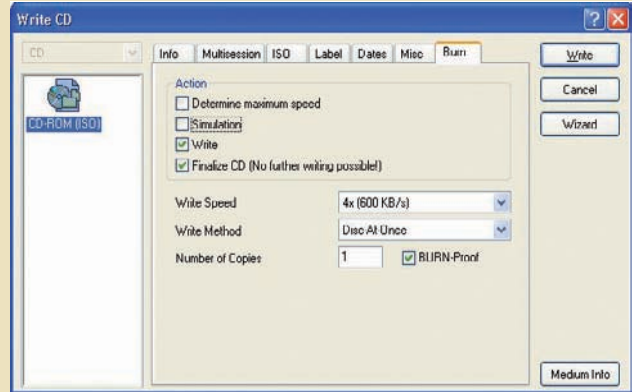 Write CD
CD
Info Multisession ISO Label Dates Misc Burn
Write
Cancel
Wizard
CD-ROM (ISO)
Action
Determine maximum speed
Simulation
Write
Finalize CD (No further writing possible!)
Write Speed 4x (600 KB/s)
Write Method Disc-At-Once
Number of Copies 1 BURN-Proof
Medium Info